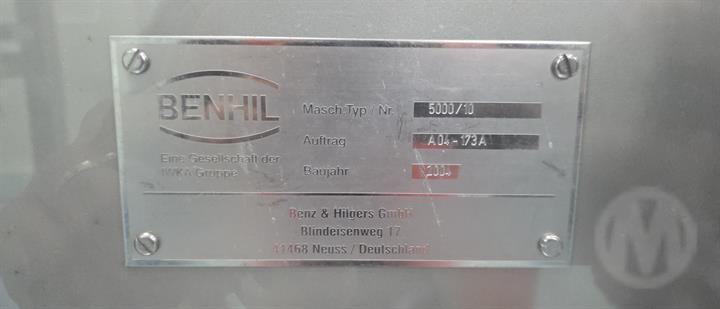 BENHIL
Eine Gesellschaft der
IWKA Gruppe
Masch.Typ / Nr. 5000/10
Auftrag A04-173A
Baujahr 2004
Benz & Hilgers GmbH
Blindeisenweg 17
41468 Neuss / Deutschland
M